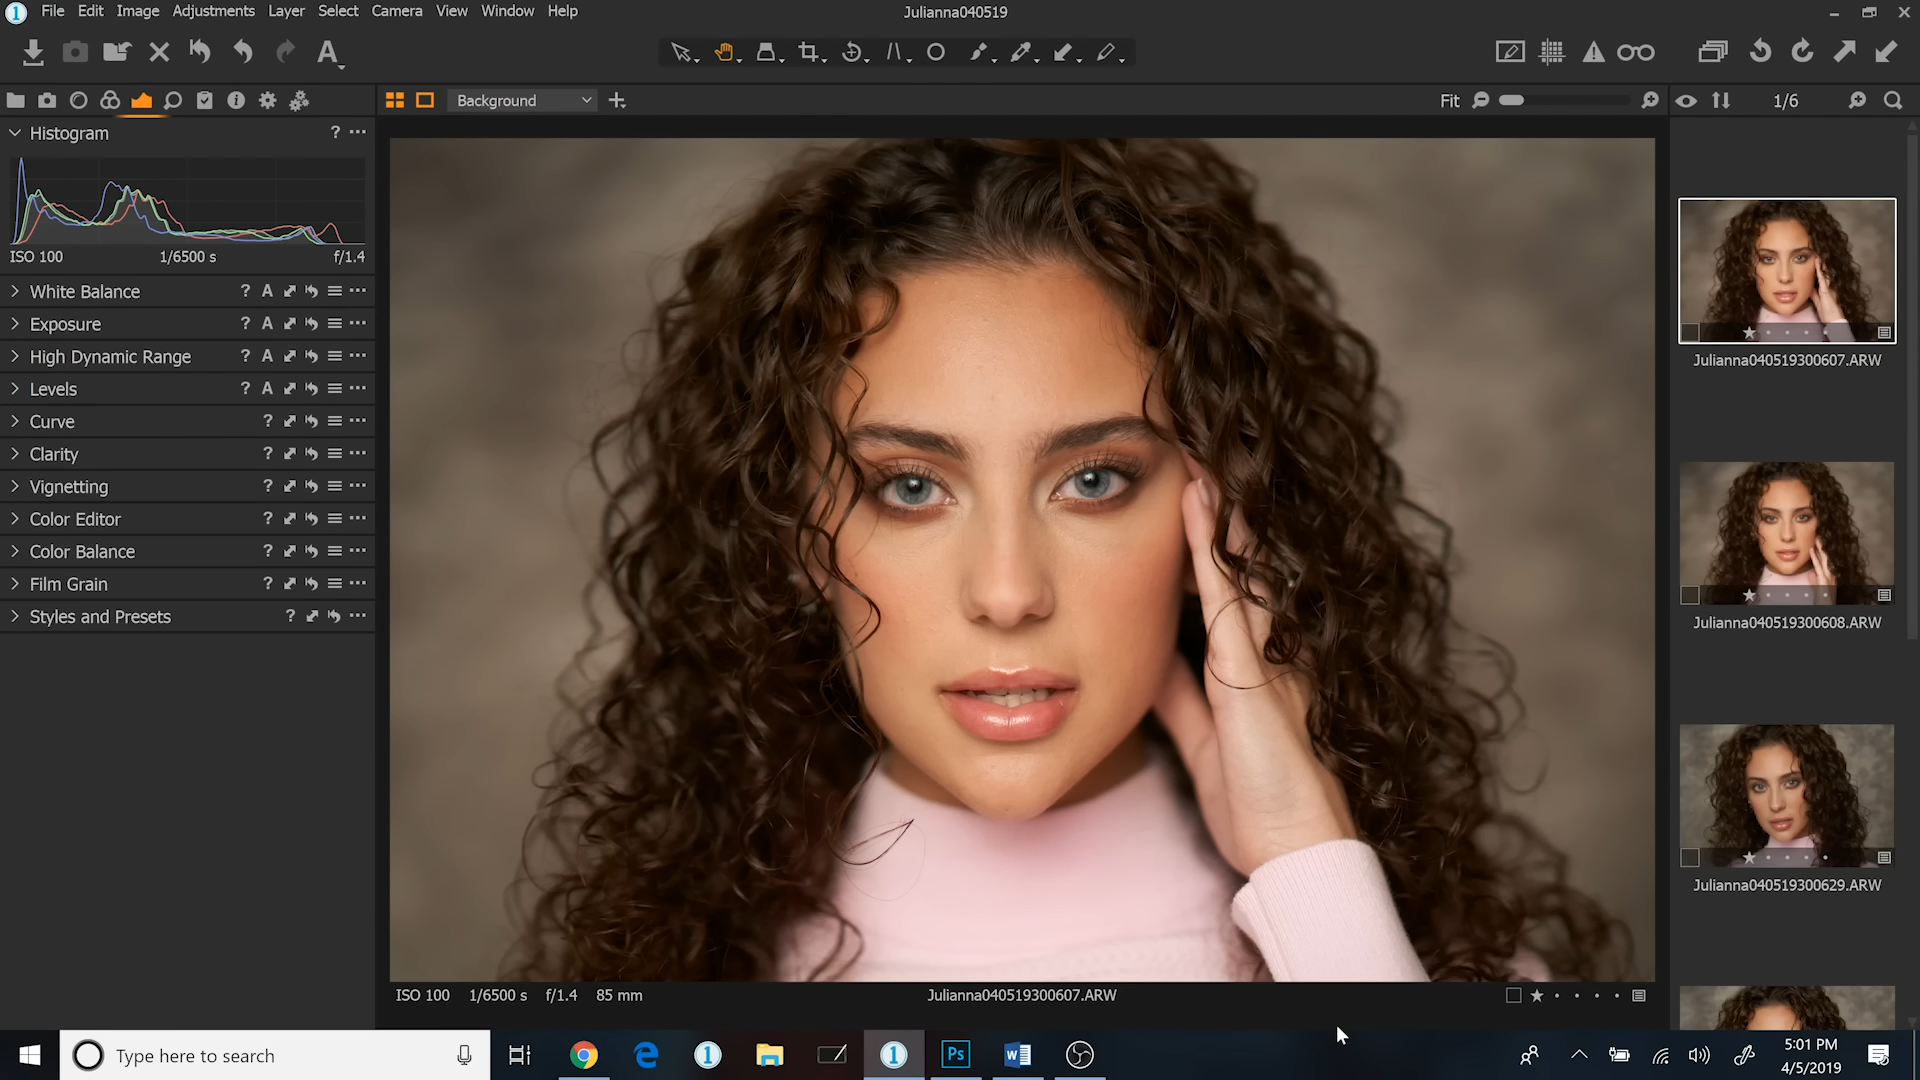 File Edit Image Adjustments Layer Select Camera View Window Help
Julianna040519
A
Background
Fit
1/6
Histogram ?
ISO 100 1/6500 s f/1.4
White Balance ? A
Exposure ? A
High Dynamic Range ? A
Levels ? A
Curve ?
Clarity ?
Vignetting ?
Color Editor ?
Color Balance ?
Film Grain ?
Styles and Presets ?
Julianna040519300607.ARW
Julianna040519300608.ARW
Julianna040519300629.ARW
ISO 100 1/6500 s f/1.4 85 mm
Julianna040519300607.ARW
Type here to search
1
1
Ps
W
5:01 PM
4/5/2019